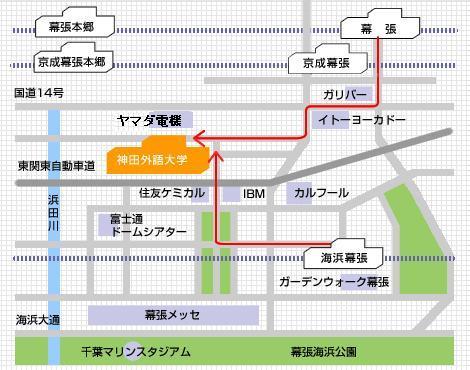 幕張本郷
幕　張
京成幕張本郷
京成幕張
国道14号
ガリバー
ヤマダ電機
イトーヨーカドー
神田外語大学
東関東自動車道
住友ケミカル
IBM
カルフール
浜田川
富士通
ドームシアター
海浜幕張
ガーデンウォーク幕張
海浜大通
幕張メッセ
千葉マリンスタジアム
幕張海浜公園